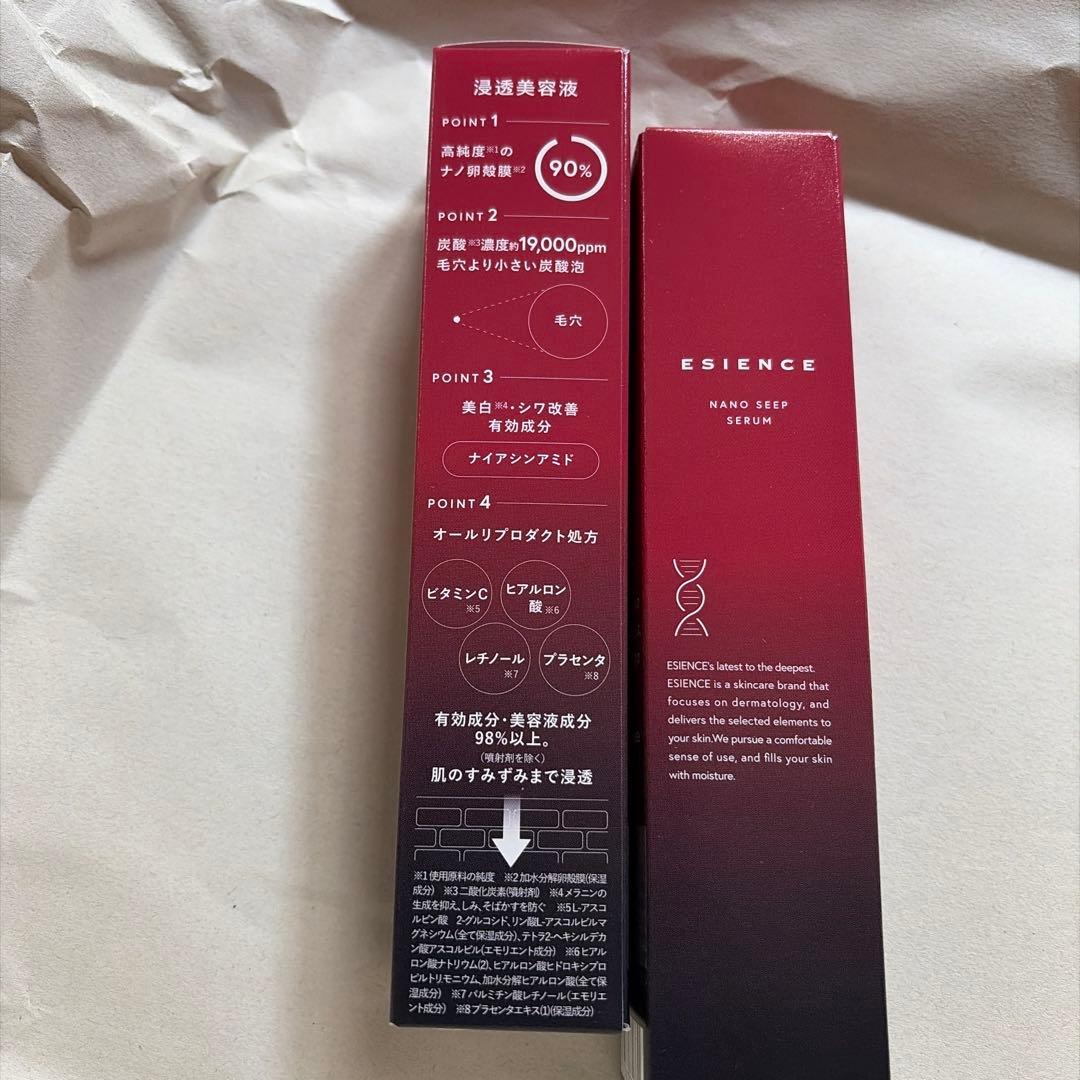 浸透美容液
POINT1
高純度※1の
ナノ卵殻膜※2
90%
POINT2
炭酸※3濃度約19,000ppm
毛穴より小さい炭酸泡
毛穴
POINT3
美白※4・シワ改善
有効成分
ナイアシンアミド
POINT4
オールリプロダクト処方
ビタミンC
※5
ヒアルロン
酸※6
レチノール
※7
プラセンタ
※8
有効成分・美容液成分
98%以上。
(噴射剤を除く)
肌のすみずみまで浸透
※1 使用原料の純度 ※2 加水分解卵殻膜(保湿
成分) ※3 二酸化炭素(噴射剤) ※4 メラニンの
生成を抑え、しみ、そばかすを防ぐ ※5 L-アスコ
ルビン酸 2-グルコシド、リン酸L-アスコルビルマ
グネシウム(全て保湿成分)、テトラ2-ヘキシルデカ
ン酸アスコルビル(エモリエント成分) ※6 ヒアル
ロン酸ナトリウム(2)、ヒアルロン酸ヒドロキシプロ
ピルトリモニウム、加水分解ヒアルロン酸(全て保
湿成分) ※7 パルミチン酸レチノール(エモリエ
ント成分) ※8 プラセンタエキス(1)(保湿成分)
ESIENCE
NANO SEEP
SERUM
ESIENCE's latest to the deepest.
ESIENCE is a skincare brand that
focuses on dermatology, and
delivers the selected elements to
your skin.We pursue a comfortable
sense of use, and fills your skin
with moisture.